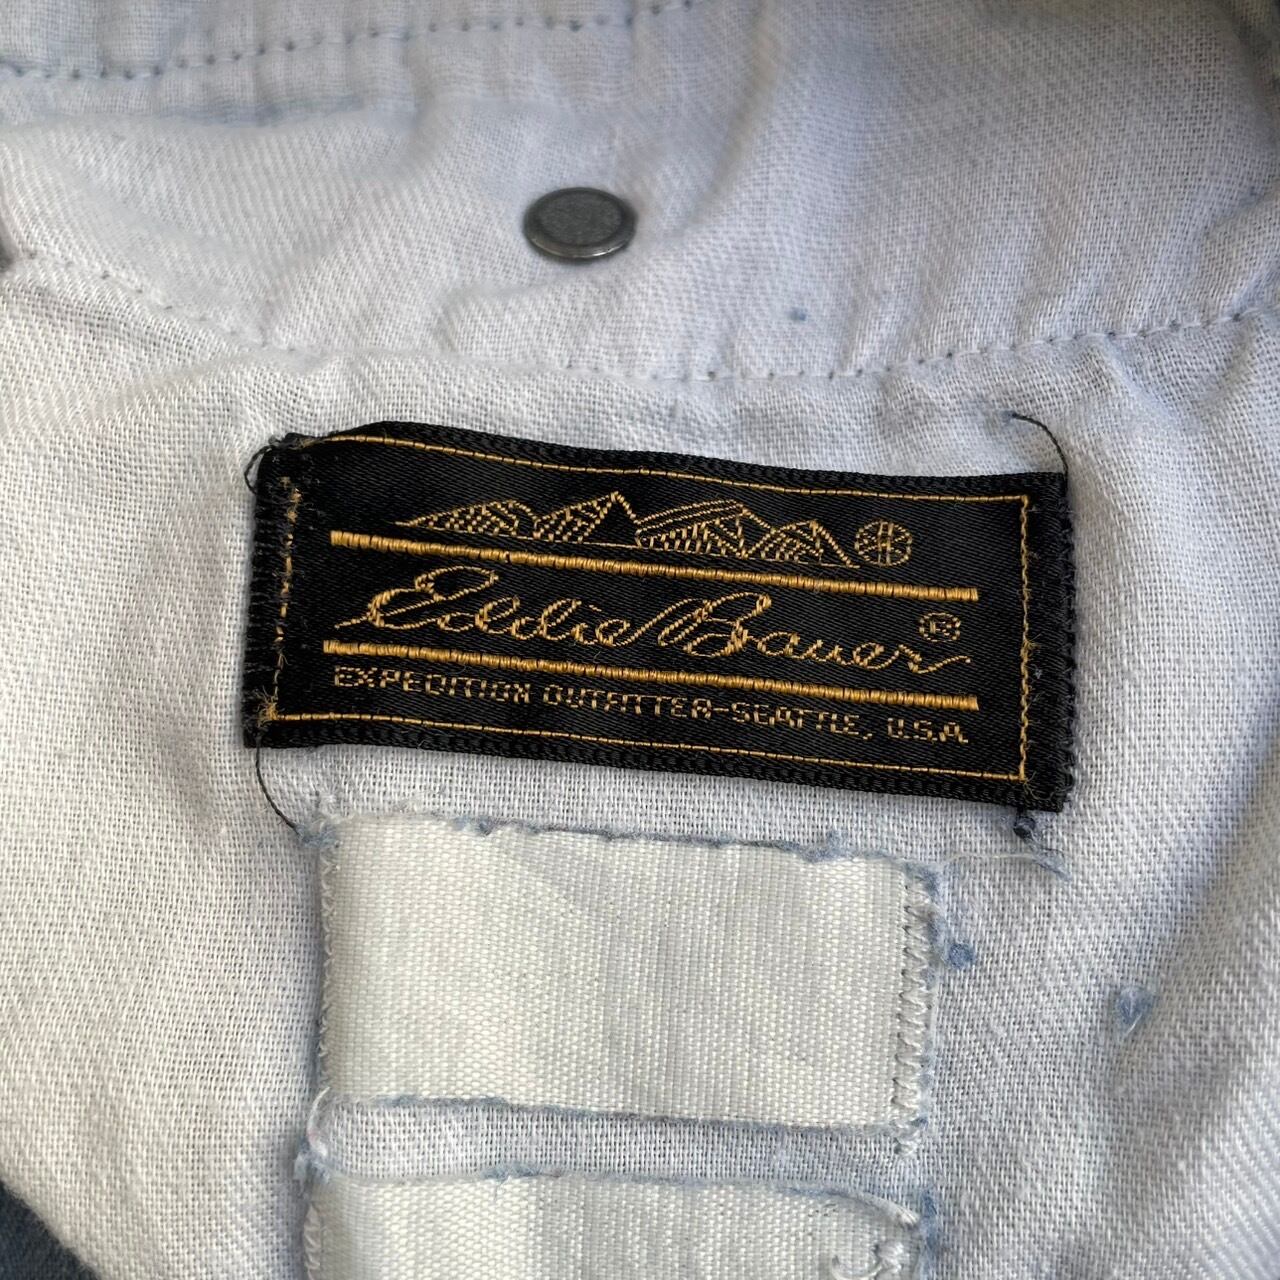 Eddie Bauer ®
EXPEDITION OUTFITTER-SEATTLE, U.S.A.